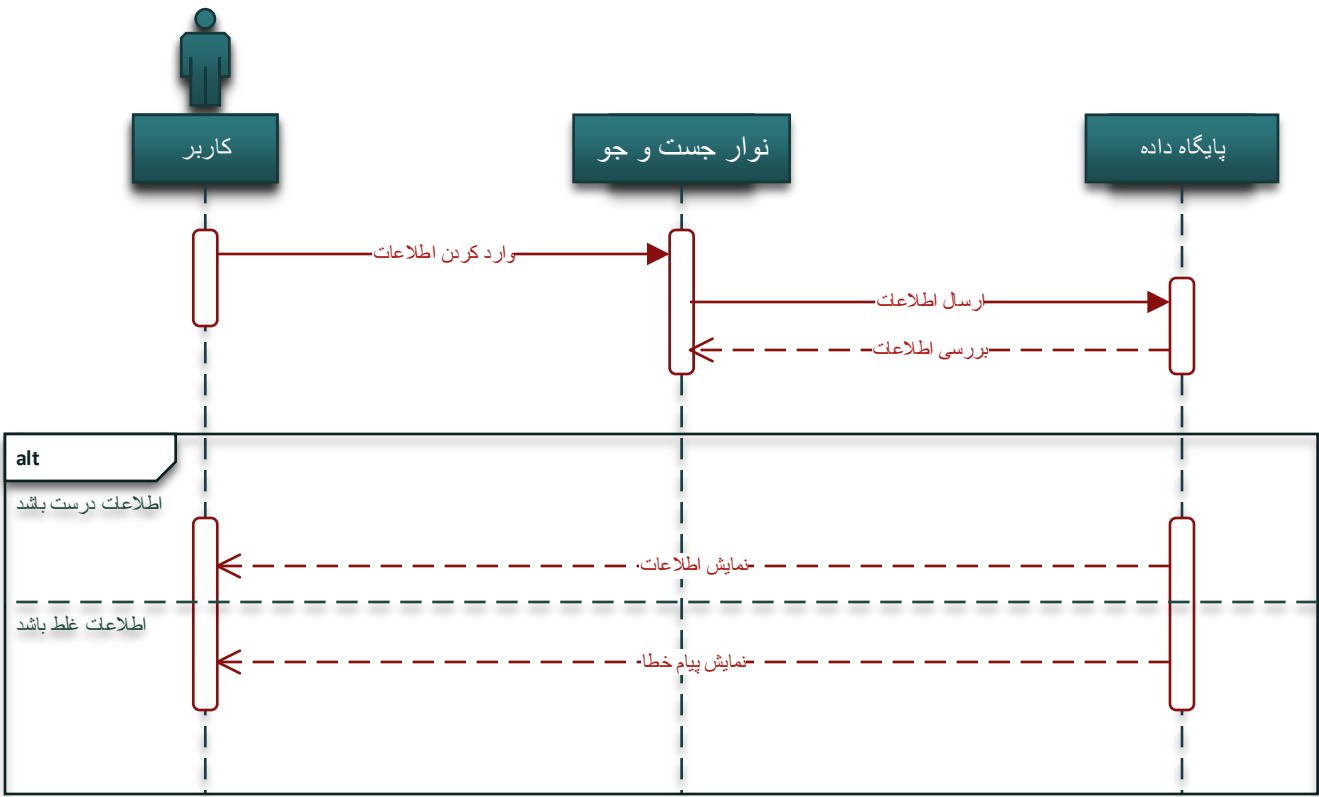 کاربر
نوار جست و جو
پایگاه داده
وارد کردن اطلاعات
ارسال اطلاعات
بررسی اطلاعات
alt
اطلاعات درست باشد
نمایش اطلاعات
اطلاعات غلط باشد
نمایش پیام خطا